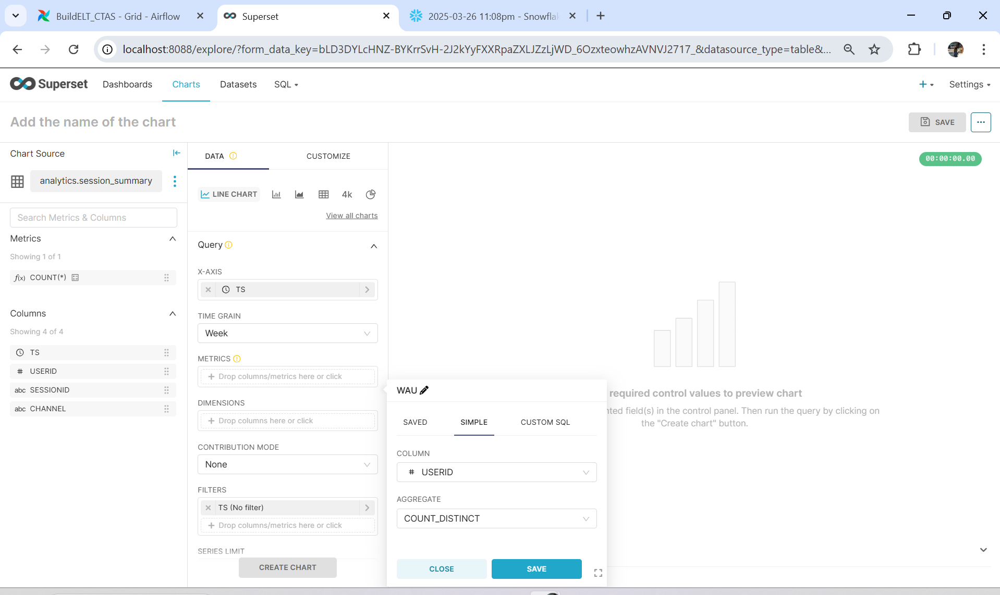 BuildELT_CTAS - Grid - Airflow
Superset
2025-03-26 11:08pm - Snowfla
localhost:8088/explore/?form_data_key=bLD3DYLcHNZ-BYKrrSvH-2J2kYyFXXRpaZXLJZzLjWD_6OzxteowhzAVNVJ2717_&datasource_type=table&...
Superset
Dashboards
Charts
Datasets
SQL
+
Settings
Add the name of the chart
SAVE
...
Chart Source
analytics.session_summary
Search Metrics & Columns
Metrics
Showing 1 of 1
f(x) COUNT(*)
Columns
Showing 4 of 4
TS
# USERID
abc SESSIONID
abc CHANNEL
DATA
CUSTOMIZE
LINE CHART
4k
View all charts
Query
X-AXIS
TS
TIME GRAIN
Week
METRICS
+ Drop columns/metrics here or click
DIMENSIONS
+ Drop columns here or click
CONTRIBUTION MODE
None
FILTERS
TS (No filter)
+ Drop columns/metrics here or click
SERIES LIMIT
CREATE CHART
00:00:00.00
required control values to preview chart
nted field(s) in the control panel. Then run the query by clicking on
the "Create chart" button.
WAU
SAVED
SIMPLE
CUSTOM SQL
COLUMN
# USERID
AGGREGATE
COUNT_DISTINCT
CLOSE
SAVE